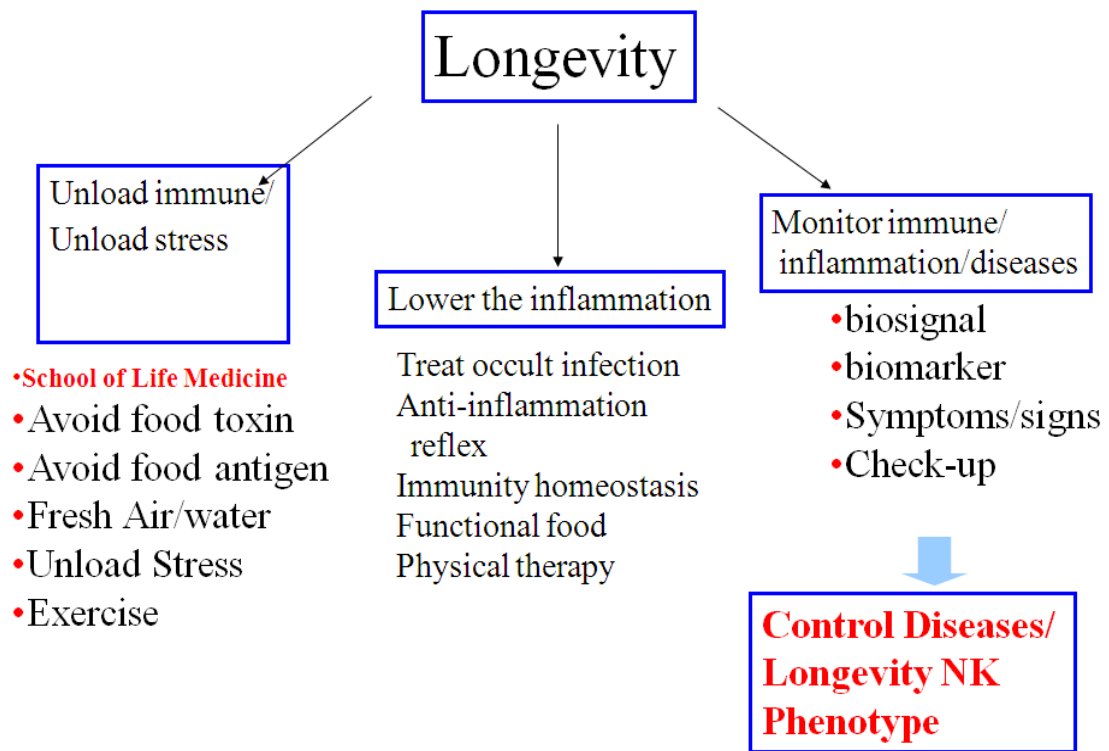 Longevity
Unload immune/
Unload stress
•School of Life Medicine
•Avoid food toxin
•Avoid food antigen
•Fresh Air/water
•Unload Stress
•Exercise
Lower the inflammation
Treat occult infection
Anti-inflammation
reflex
Immunity homeostasis
Functional food
Physical therapy
Monitor immune/
inflammation/diseases
•biosignal
•biomarker
•Symptoms/signs
•Check-up
Control Diseases/
Longevity NK
Phenotype